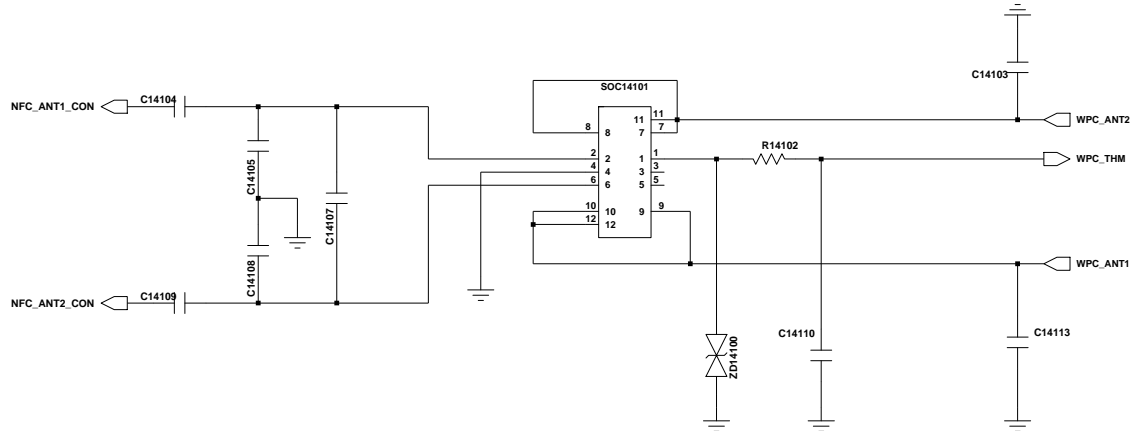 SOC14101
C14103
NFC_ANT1_CON
C14104
11 11
WPC_ANT2
8 8
7 7
R14102
2 2
1 1
WPC_THM
4 4
3 3
C14105
6 6
5 5
C14107
10 10
9 9
12 12
C14108
WPC_ANT1
NFC_ANT2_CON
C14109
ZD14100
C14110
C14113